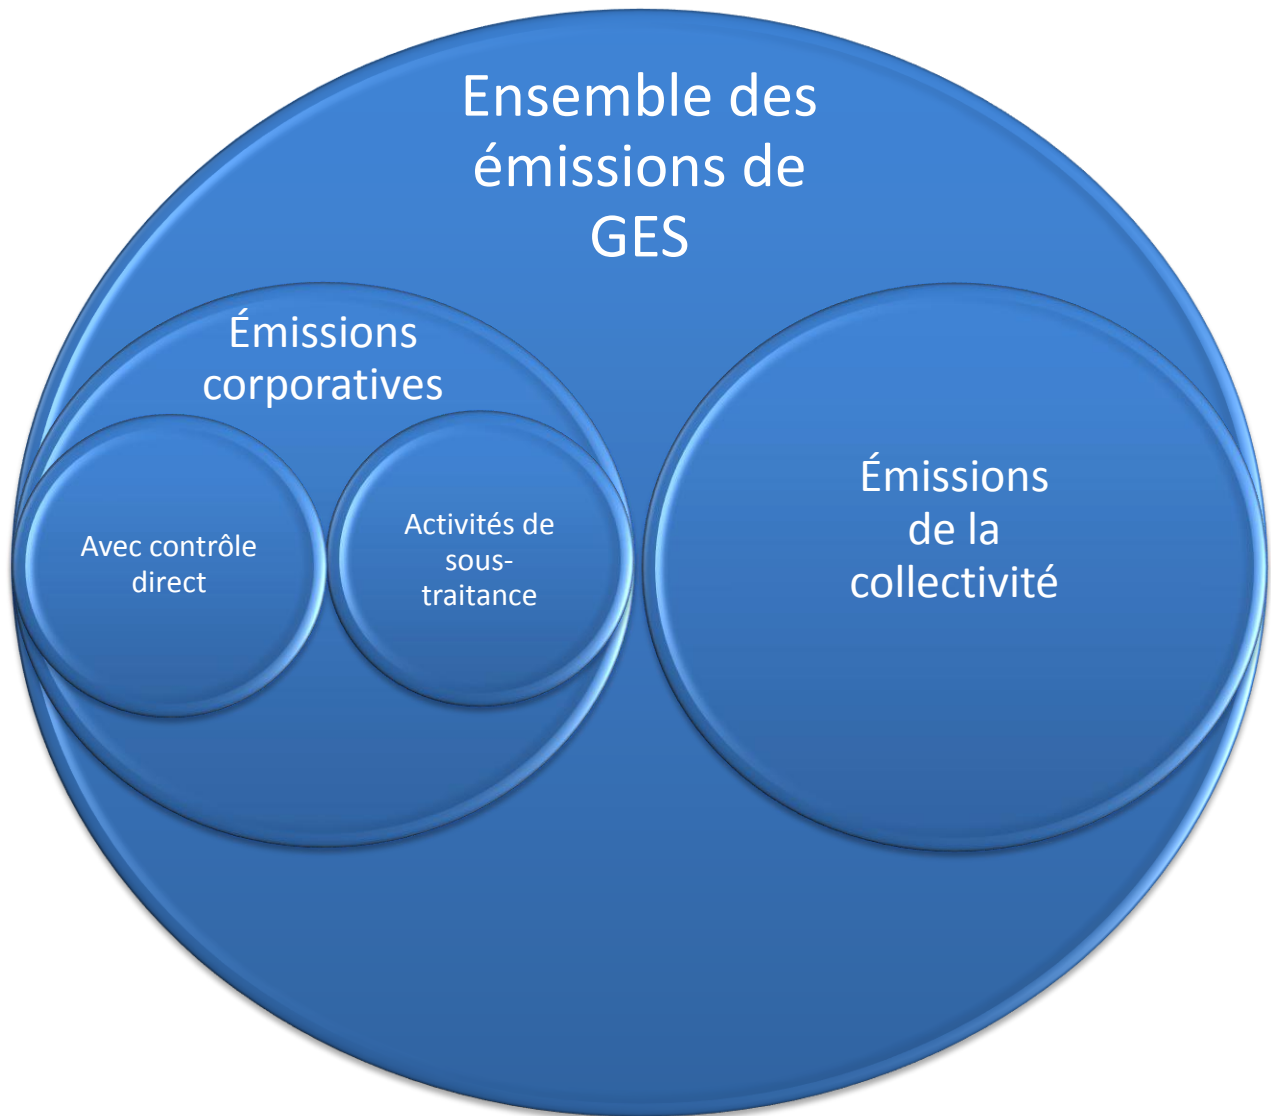 Ensemble des
émissions de
GES
Émissions
corporatives
Avec contrôle
direct
Activités de
sous-
traitance
Émissions
de la
collectivité